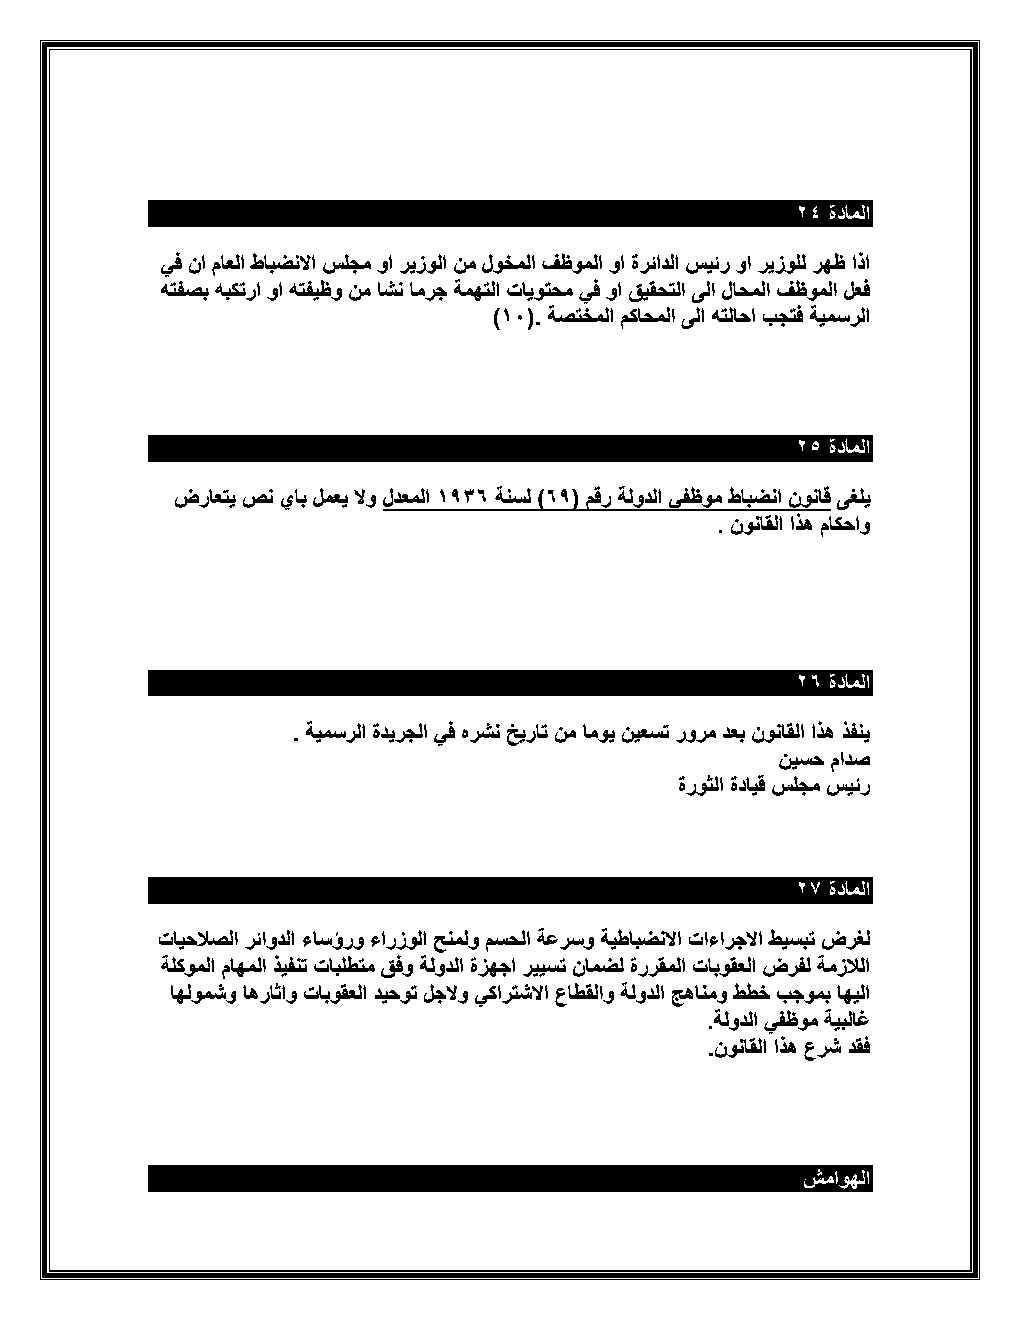 المادة ٢٤
اذا ظهر للوزير او رئيس الدائرة او الموظف المخول من الوزير او مجلس الانضباط العام ان في
فعل الموظف المحال الى التحقيق او في محتويات التهمة جرما نشا من وظيفته او ارتكبه بصفته
الرسمية فتجب احالته الى المحاكم المختصة .(١٠)
المادة ٢٥
يلغى قانون انضباط موظفى الدولة رقم (٦٩) لسنة ١٩٣٦ المعدل ولا يعمل باي نص يتعارض
واحكام هذا القانون .
المادة ٢٦
ينفذ هذا القانون بعد مرور تسعين يوما من تاريخ نشره في الجريدة الرسمية .
صدام حسين
رئيس مجلس قيادة الثورة
المادة ٢٧
لغرض تبسيط الاجراءات الانضباطية وسرعة الحسم ولمنح الوزراء ورؤساء الدوائر الصلاحيات
اللازمة لفرض العقوبات المقررة لضمان تسيير اجهزة الدولة وفق متطلبات تنفيذ المهام الموكلة
اليها بموجب خطط ومناهج الدولة والقطاع الاشتراكي ولاجل توحيد العقوبات واثارها وشمولها
غالبية موظفي الدولة.
فقد شرع هذا القانون.
الهوامش